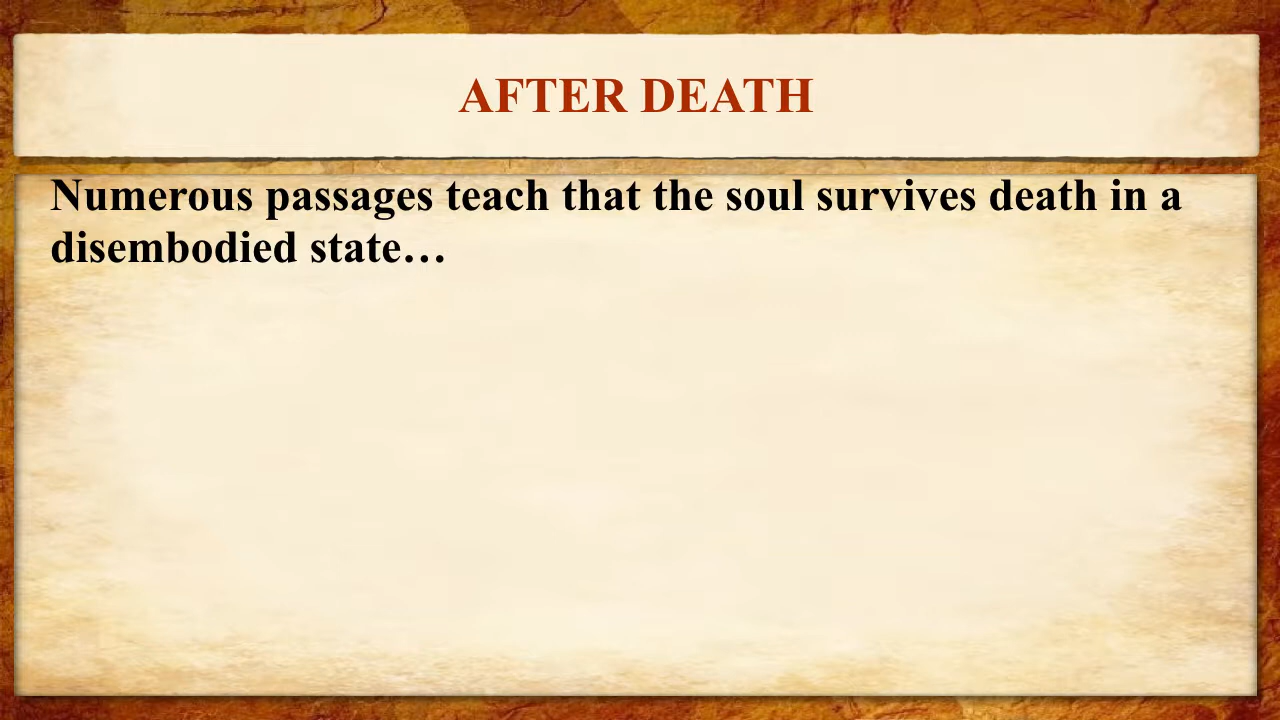 AFTER DEATH
Numerous passages teach that the soul survives death in a
disembodied state…